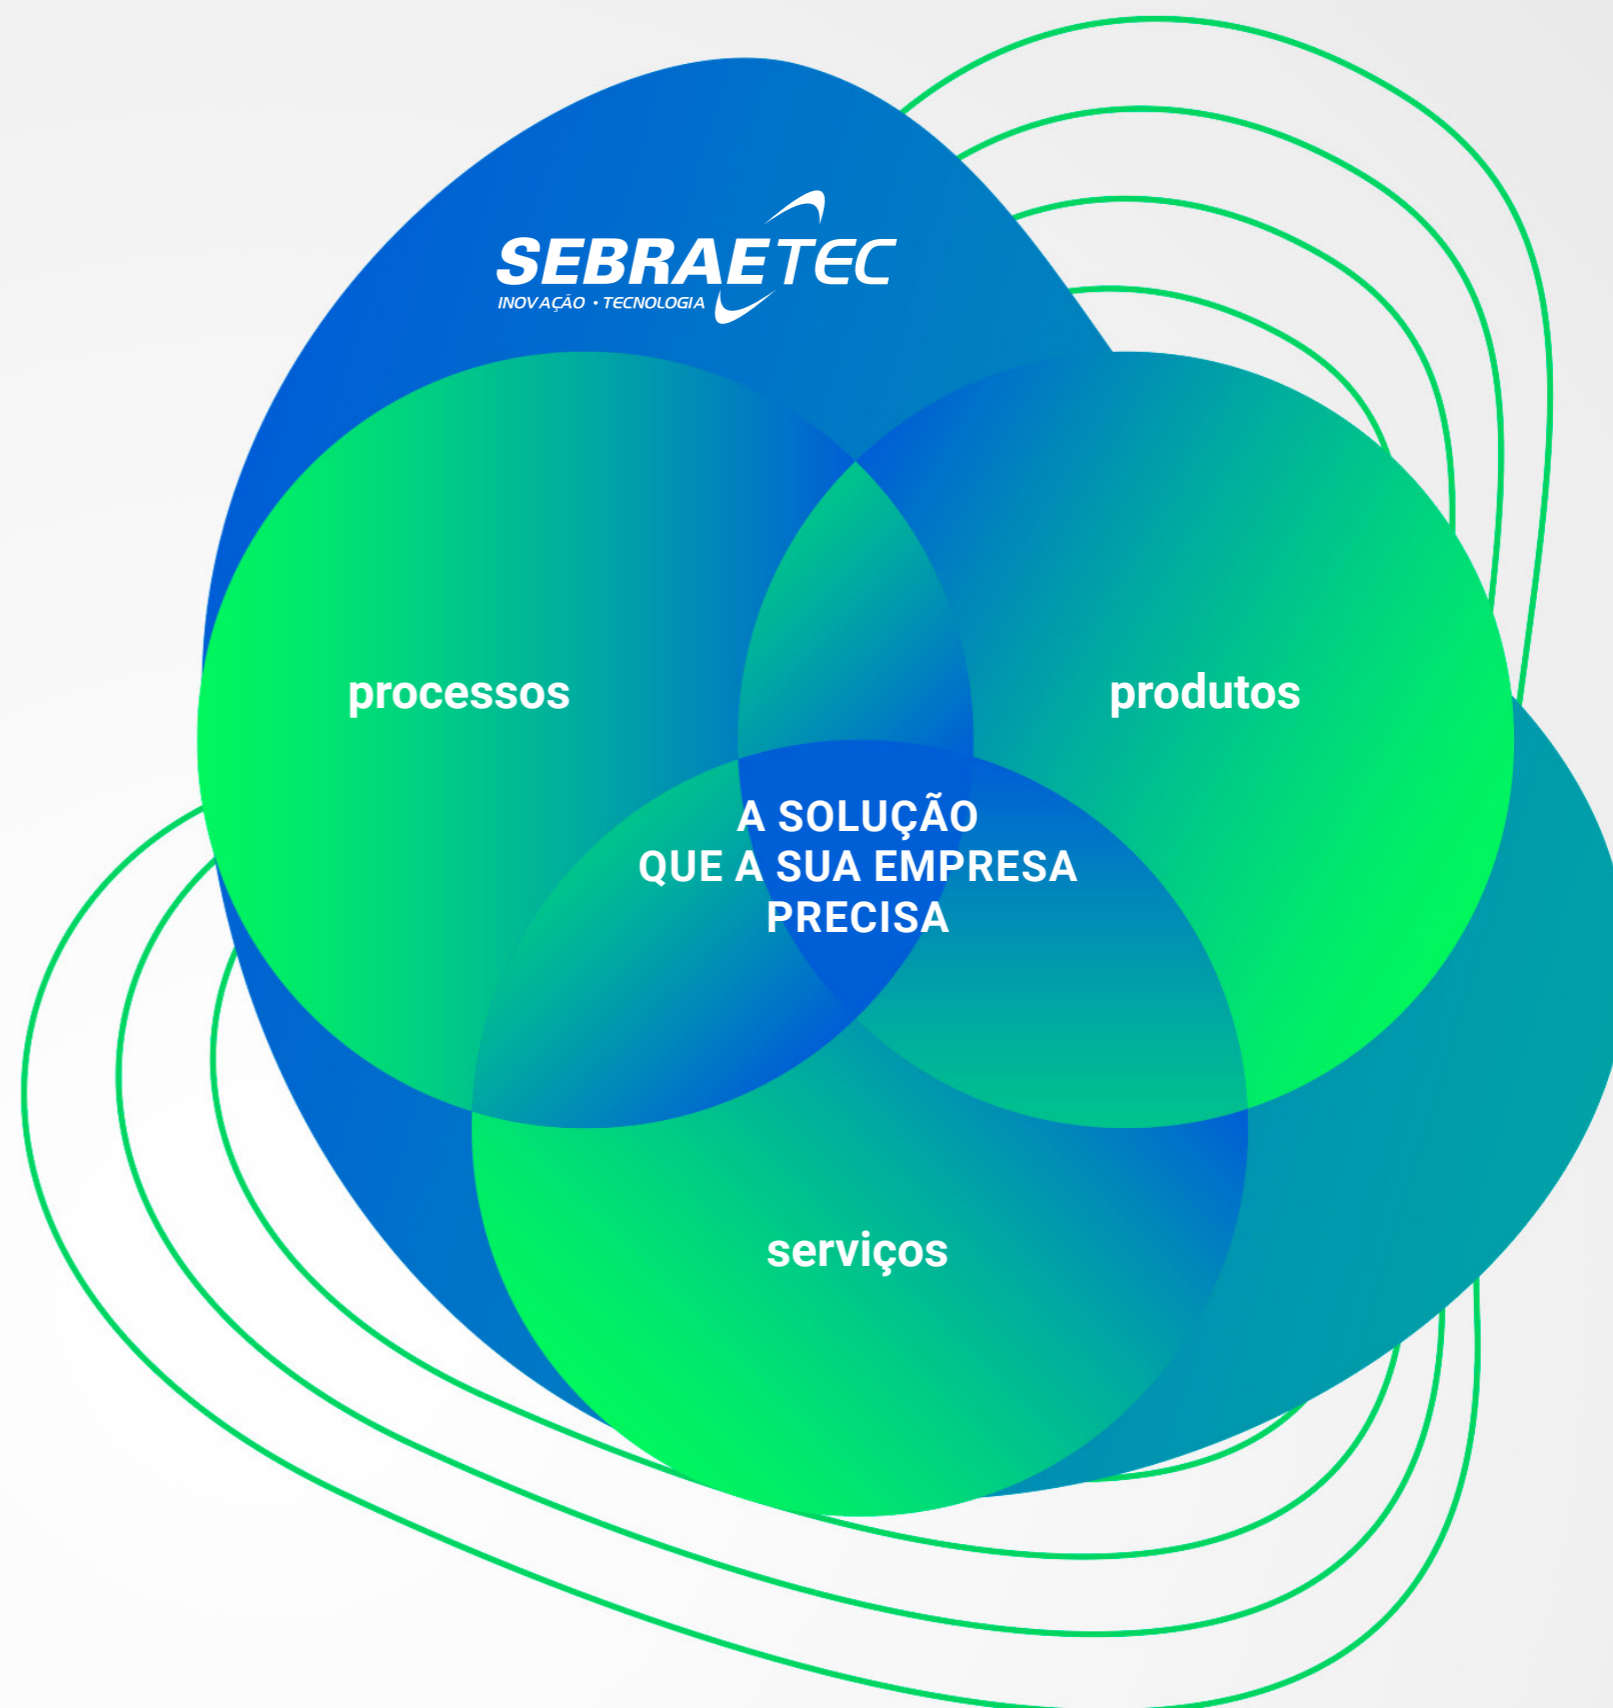 SEBRAETEC
INOVAÇÃO • TECNOLOGIA
processos
produtos
A SOLUÇÃO
QUE A SUA EMPRESA
PRECISA
serviços